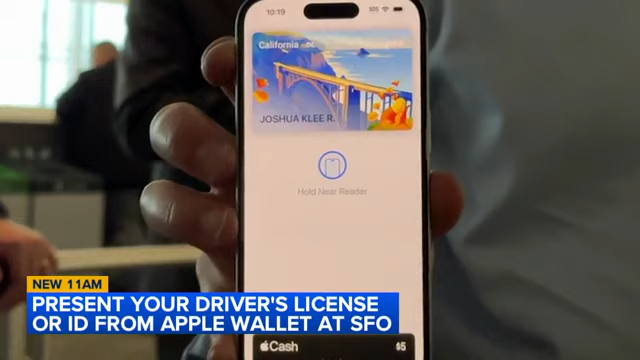 10:19
SOS
California
JOSHUA KLEE R.
Hold Near Reader
NEW 11AM
PRESENT YOUR DRIVER'S LICENSE
OR ID FROM APPLE WALLET AT SFO
Cash $5